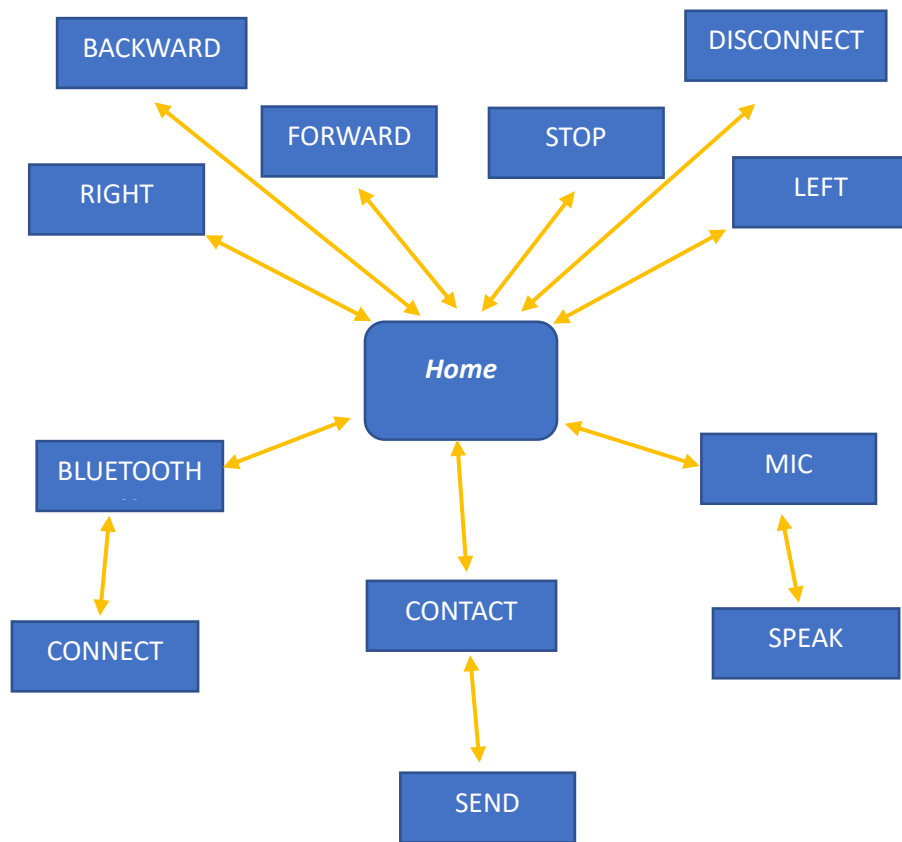 BACKWARD
DISCONNECT
FORWARD
STOP
RIGHT
LEFT
Home
BLUETOOTH
MIC
CONTACT
CONNECT
SPEAK
SEND